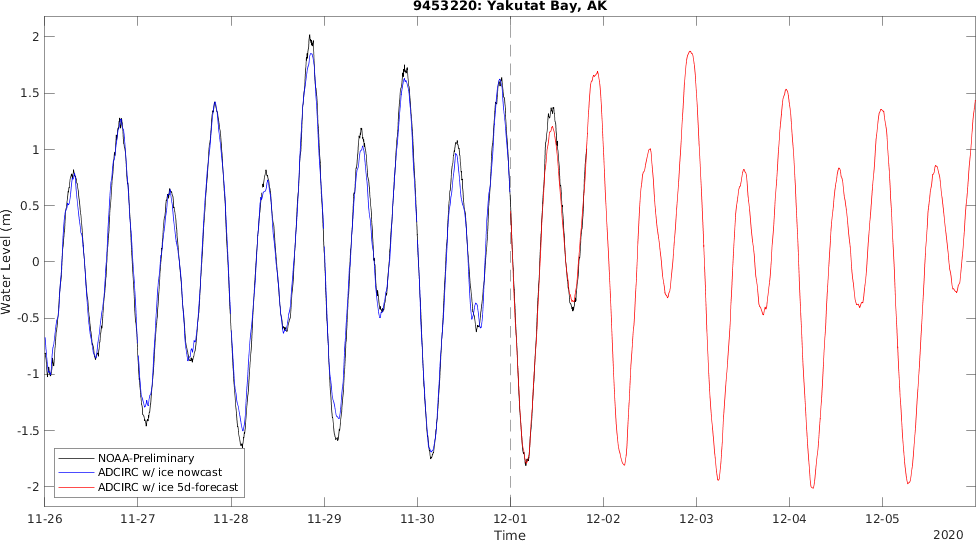 9453220: Yakutat Bay, AK
Water Level (m)
2
1.5
1
0.5
0
-0.5
-1
-1.5
-2
NOAA-Preliminary
ADCIRC w/ ice nowcast
ADCIRC w/ ice 5d-forecast
11-26 11-27 11-28 11-29 11-30 12-01 12-02 12-03 12-04 12-05
Time
2020